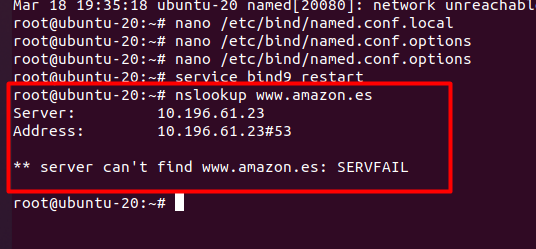 Mar 18 19:35:18 ubuntu-20 named[20080]: network unreachable
root@ubuntu-20:~# nano /etc/bind/named.conf.local
root@ubuntu-20:~# nano /etc/bind/named.conf.options
root@ubuntu-20:~# nano /etc/bind/named.conf.options
root@ubuntu-20:~# service bind9 restart
root@ubuntu-20:~# nslookup www.amazon.es
Server: 10.196.61.23
Address: 10.196.61.23#53
** server can't find www.amazon.es: SERVFAIL
root@ubuntu-20:~#